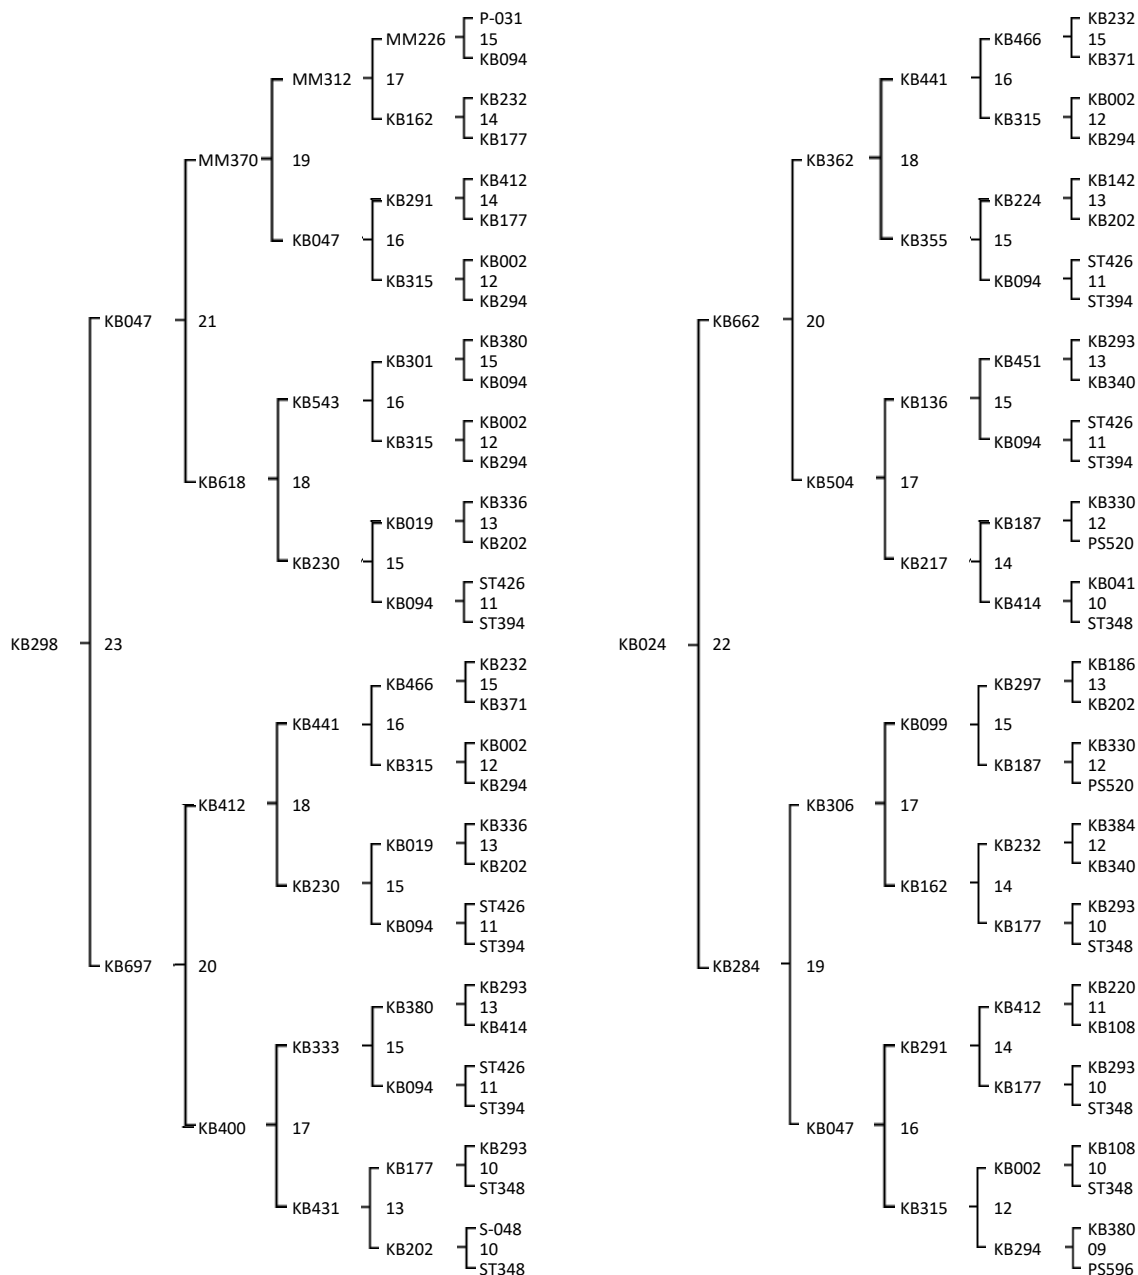 P-031
MM226 15
KB094
MM312 17
KB232
KB162 14
KB177
MM370 19
KB412
KB291 14
KB177
KB047 16
KB002
KB315 12
KB294
KB047 21
KB380
KB301 15
KB094
KB543 16
KB002
KB315 12
KB294
KB618 18
KB336
KB019 13
KB202
KB230 15
ST426
KB094 11
ST394
KB298 23
KB232
KB466 15
KB371
KB441 16
KB002
KB315 12
KB294
KB412 18
KB336
KB019 13
KB202
KB230 15
ST426
KB094 11
ST394
KB697 20
KB293
KB380 13
KB414
KB333 15
ST426
KB094 11
ST394
KB400 17
KB293
KB177 10
ST348
KB431 13
S-048
KB202 10
ST348
KB232
KB466 15
KB371
KB441 16
KB002
KB315 12
KB294
KB362 18
KB142
KB224 13
KB202
KB355 15
ST426
KB094 11
ST394
KB662 20
KB293
KB451 13
KB340
KB136 15
ST426
KB094 11
ST394
KB504 17
KB330
KB187 12
PS520
KB217 14
KB041
KB414 10
ST348
KB024 22
KB186
KB297 13
KB202
KB099 15
KB330
KB187 12
PS520
KB306 17
KB384
KB232 12
KB340
KB162 14
KB293
KB177 10
ST348
KB284 19
KB220
KB412 11
KB108
KB291 14
KB293
KB177 10
ST348
KB047 16
KB108
KB002 10
ST348
KB315 12
KB380
KB294 09
PS596